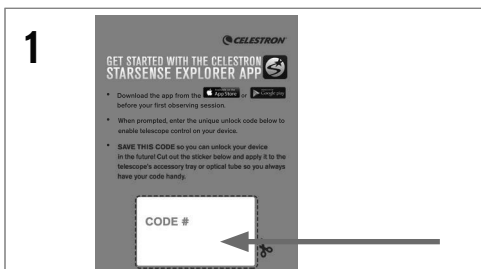 1
CELESTRON
GET STARTED WITH THE CELESTRON
STARSENSE EXPLORER APP
• Download the app from the App Store or Google play
before your first observing session.
• When prompted, enter the unique unlock code below to
enable telescope control on your device.
• SAVE THIS CODE so you can unlock your device
in the future! Cut out the sticker below and apply it to the
telescope's accessory tray or optical tube so you always
have your code handy.
CODE #